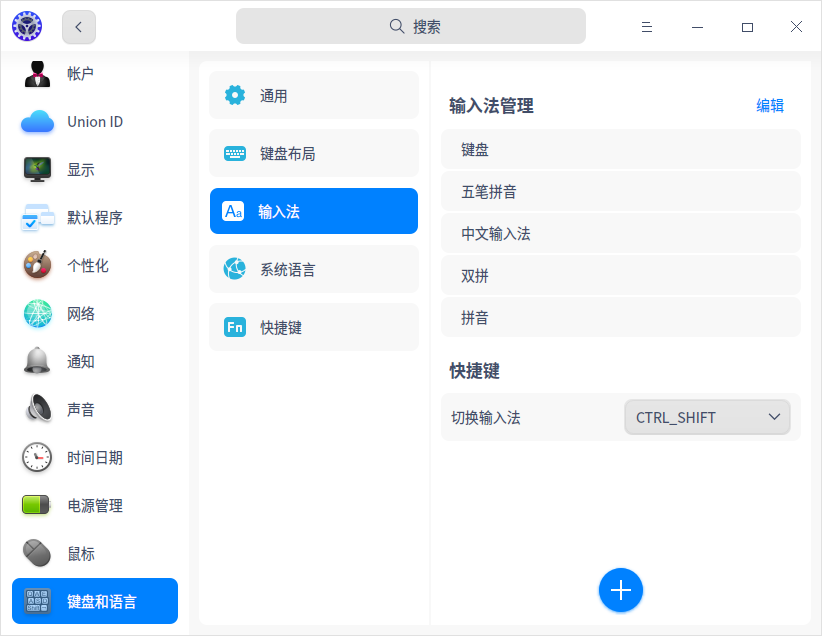 搜索
帐户
Union ID
显示
默认程序
个性化
网络
通知
声音
时间日期
电源管理
鼠标
键盘和语言
通用
键盘布局
Aa 输入法
系统语言
Fn 快捷键
输入法管理 编辑
键盘
五笔拼音
中文输入法
双拼
拼音
快捷键
切换输入法 CTRL_SHIFT